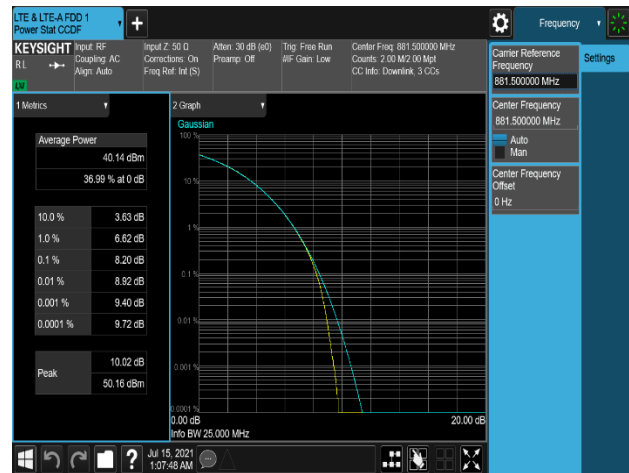 LTE & LTE-A FDD 1
Power Stat CCDF
Frequency
KEYSIGHT
RL
Input: RF
Coupling: AC
Align: Auto
Input Z: 50 Ω
Corrections: On
Freq Ref: Int (S)
Atten: 30 dB (e0)
Preamp: Off
Trig: Free Run
#IF Gain: Low
Center Freq: 881.500000 MHz
Counts: 2.00 M/2.00 Mpt
CC Info: Downlink, 3 CCs
Carrier Reference
Frequency
881.500000 MHz
Settings
Center Frequency
881.500000 MHz
Auto
Man
Center Frequency
Offset
0 Hz
1 Metrics
Average Power
40.14 dBm
36.99 % at 0 dB
10.0 % 3.63 dB
1.0 % 6.62 dB
0.1 % 8.20 dB
0.01 % 8.92 dB
0.001 % 9.40 dB
0.0001 % 9.72 dB
Peak
10.02 dB
50.16 dBm
2 Graph
Gaussian
100 %
10 %
1 %
0.1 %
0.01 %
0.001 %
0.0001 %
0.00 dB
20.00 dB
Info BW 25.000 MHz
?
Jul 15, 2021
1:07:48 AM